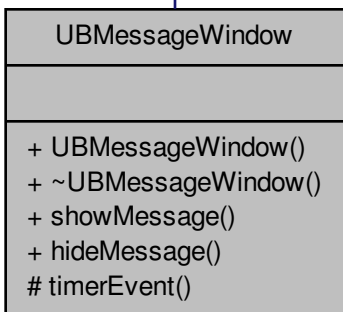 UBMessageWindow
+ UBMessageWindow()
+ ~UBMessageWindow()
+ showMessage()
+ hideMessage()
# timerEvent()